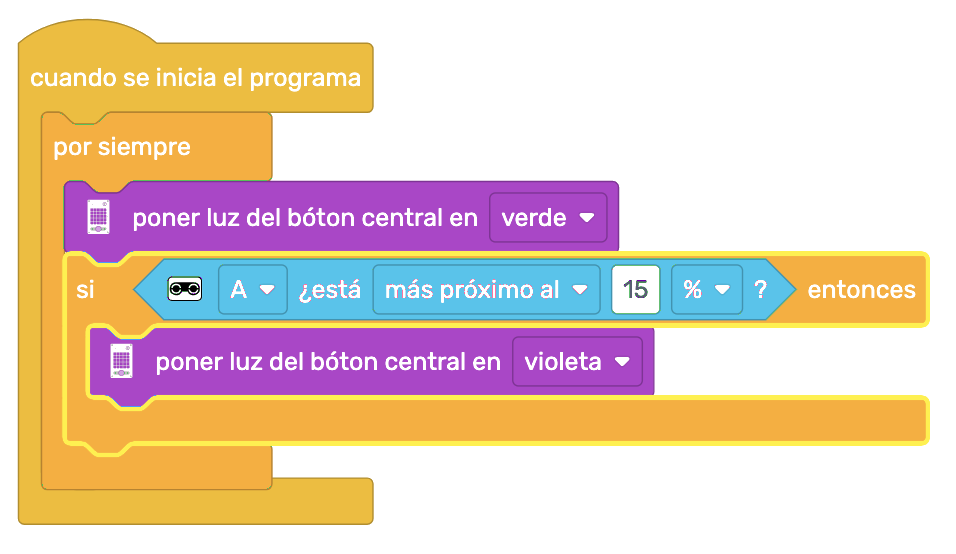 cuando se inicia el programa
por siempre
poner luz del bóton central en verde
si A ¿está más próximo al 15 % ? entonces
poner luz del bóton central en violeta